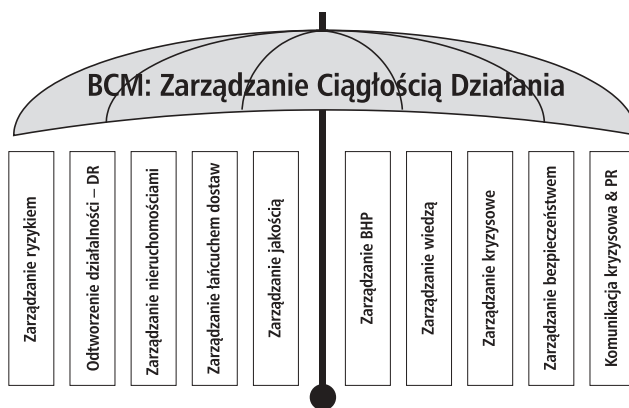 BCM: Zarządzanie Ciągłością Działania
Zarządzanie ryzykiem
Odtworzenie działalności – DR
Zarządzanie nieruchomościami
Zarządzanie łańcuchem dostaw
Zarządzanie jakością
Zarządzanie BHP
Zarządzanie wiedzą
Zarządzanie kryzysowe
Zarządzanie bezpieczeństwem
Komunikacja kryzysowa & PR